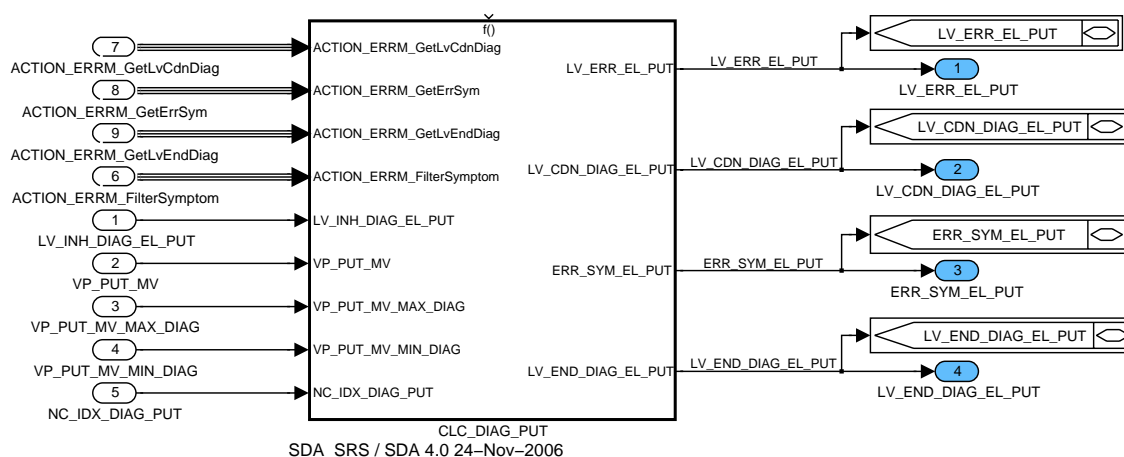 f()
7
ACTION_ERRM_GetLvCdnDiag
8
ACTION_ERRM_GetErrSym
9
ACTION_ERRM_GetLvEndDiag
6
ACTION_ERRM_FilterSymptom
1
LV_INH_DIAG_EL_PUT
2
VP_PUT_MV
3
VP_PUT_MV_MAX_DIAG
4
VP_PUT_MV_MIN_DIAG
5
NC_IDX_DIAG_PUT
ACTION_ERRM_GetLvCdnDiag
ACTION_ERRM_GetErrSym
ACTION_ERRM_GetLvEndDiag
ACTION_ERRM_FilterSymptom
LV_INH_DIAG_EL_PUT
VP_PUT_MV
VP_PUT_MV_MAX_DIAG
VP_PUT_MV_MIN_DIAG
NC_IDX_DIAG_PUT
LV_ERR_EL_PUT
LV_CDN_DIAG_EL_PUT
ERR_SYM_EL_PUT
LV_END_DIAG_EL_PUT
LV_ERR_EL_PUT
LV_CDN_DIAG_EL_PUT
ERR_SYM_EL_PUT
LV_END_DIAG_EL_PUT
LV_ERR_EL_PUT
1
LV_ERR_EL_PUT
LV_CDN_DIAG_EL_PUT
2
LV_CDN_DIAG_EL_PUT
ERR_SYM_EL_PUT
3
ERR_SYM_EL_PUT
LV_END_DIAG_EL_PUT
4
LV_END_DIAG_EL_PUT
CLC_DIAG_PUT
SDA SRS / SDA 4.0 24–Nov–2006